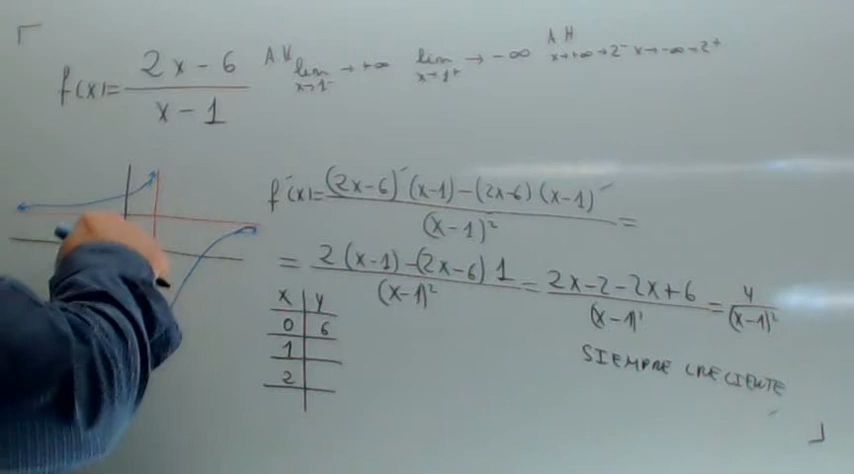 f(x)= 2x-6 / x-1 A V lim x→1⁻ → +∞ lim x→1⁺ → -∞ A H x→+∞→2⁻ x→-∞→2⁺
f'(x)= (2x-6)'(x-1)-(2x-6)(x-1)' / (x-1)² =
= 2(x-1)-(2x-6)1 / (x-1)² = 2x-2-2x+6 / (x-1)² = 4 / (x-1)²
x | y
0 | 6
1 |
2 |
SIEMPRE CRECIENTE